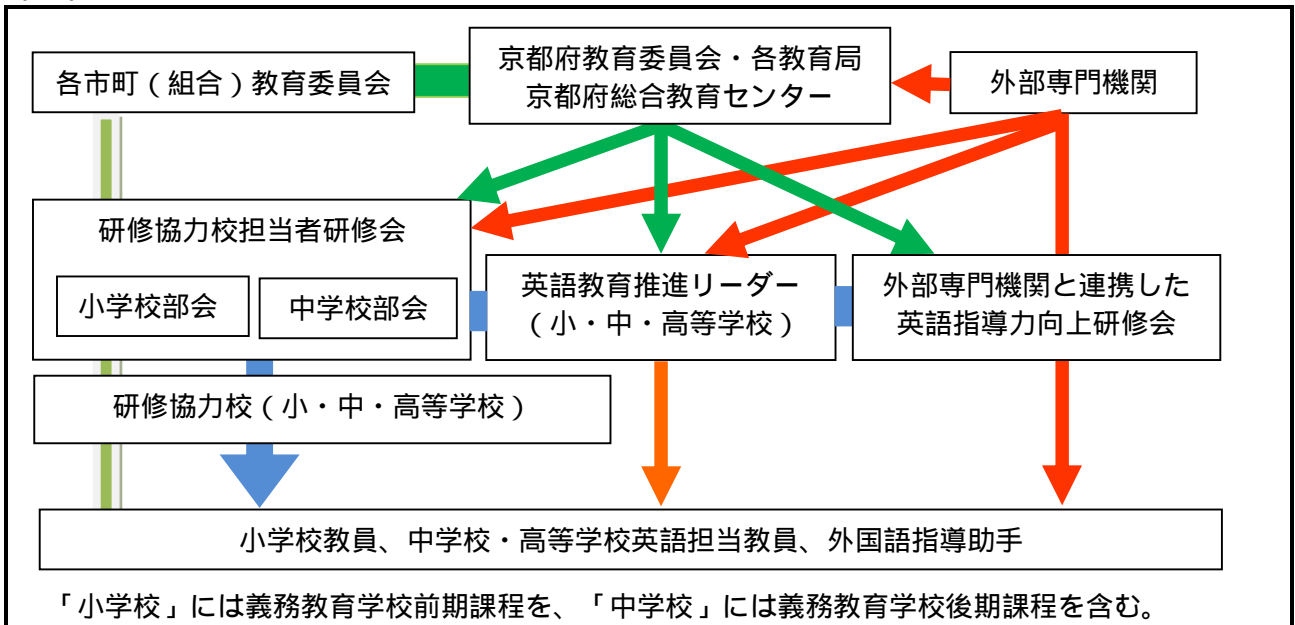 各市町（組合）教育委員会
京都府教育委員会・各教育局
京都府総合教育センター
外部専門機関
研修協力校担当者研修会
小学校部会
中学校部会
英語教育推進リーダー
（小・中・高等学校）
外部専門機関と連携した
英語指導力向上研修会
研修協力校（小・中・高等学校）
小学校教員、中学校・高等学校英語担当教員、外国語指導助手
「小学校」には義務教育学校前期課程を、「中学校」には義務教育学校後期課程を含む。